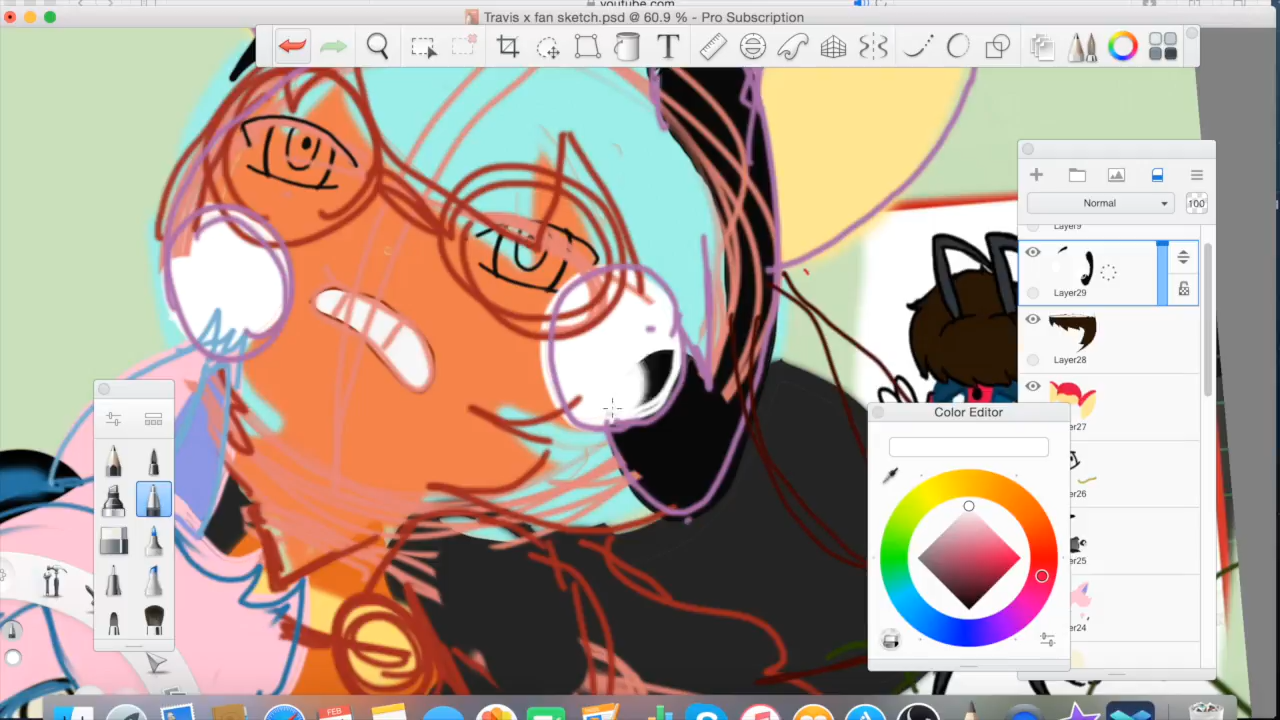 youtube.com
Travis x fan sketch.psd @ 60.9 % - Pro Subscription
T
Normal
100
Layer9
Layer29
Layer28
Color Editor
er27
er26
er25
er24
FEB